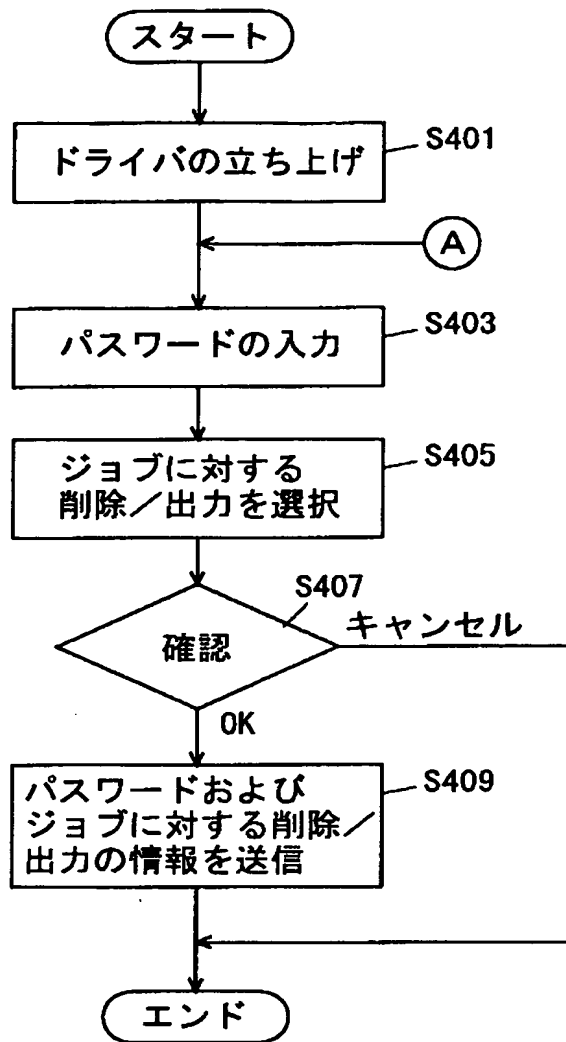 スタート
ドライバの立ち上げ
S401
A
パスワードの入力
S403
ジョブに対する
削除／出力を選択
S405
確認
S407
キャンセル
OK
パスワードおよび
ジョブに対する削除／
出力の情報を送信
S409
エンド